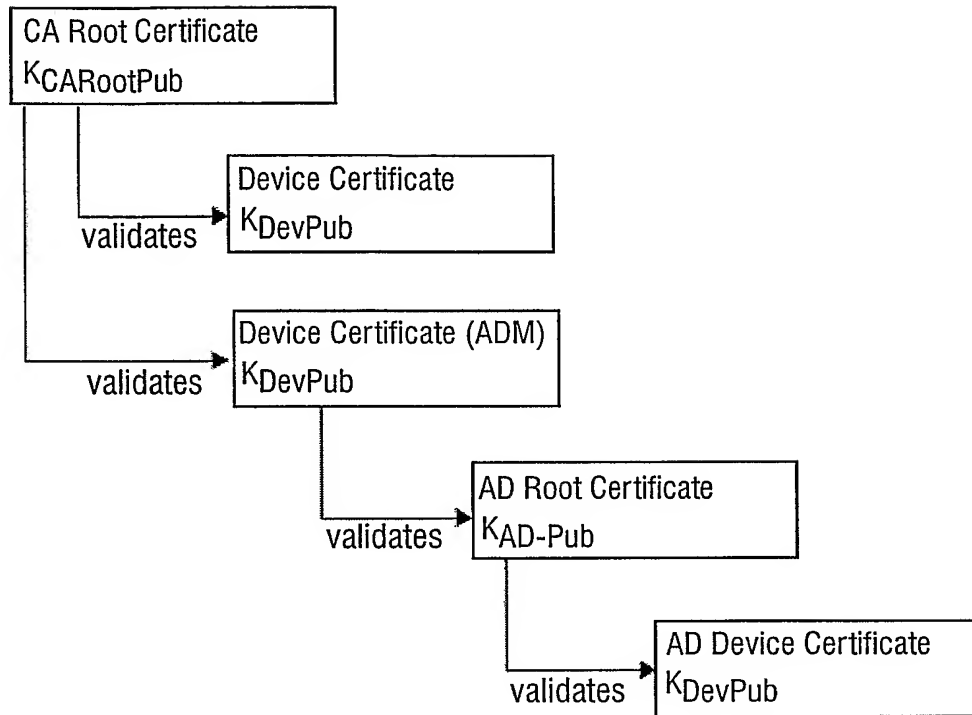 CA Root Certificate
KCARootPub
Device Certificate
KDevPub
validates
Device Certificate (ADM)
KDevPub
validates
AD Root Certificate
KAD-Pub
validates
AD Device Certificate
KDevPub
validates